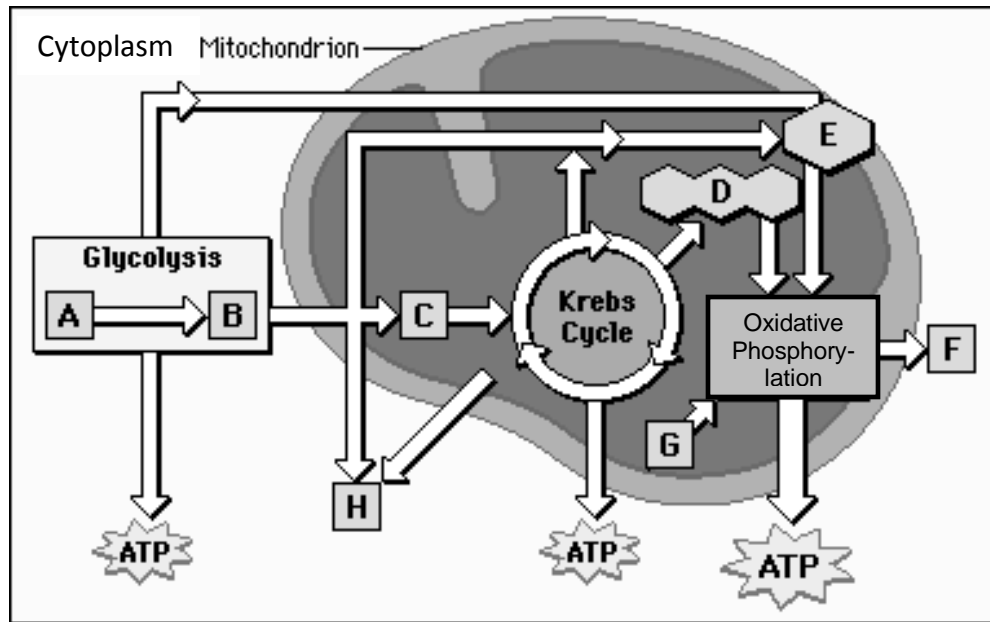 Cytoplasm
Mitochondrion
E
D
Glycolysis
A
B
C
Krebs
Cycle
Oxidative
Phosphory-
lation
F
G
H
ATP
ATP
ATP